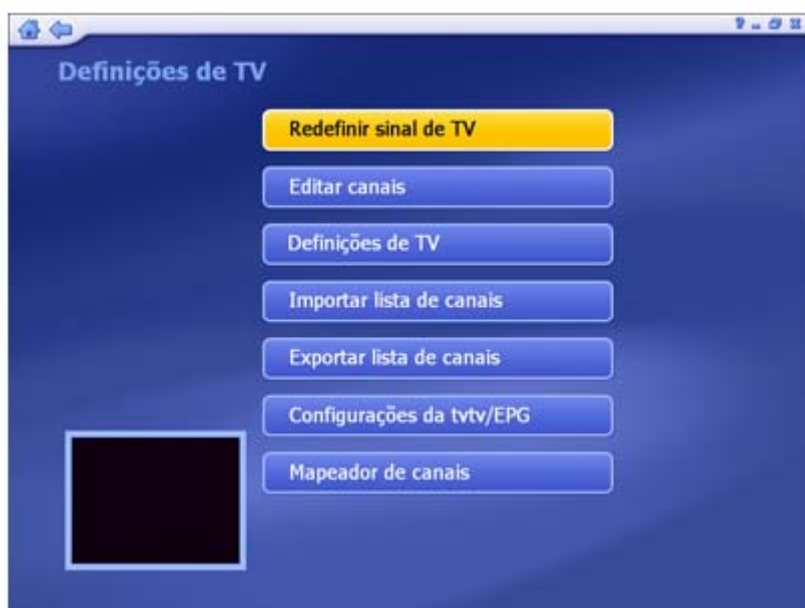 Definições de TV
Redefinir sinal de TV
Editar canais
Definições de TV
Importar lista de canais
Exportar lista de canais
Configurações da tvtv/EPG
Mapeador de canais